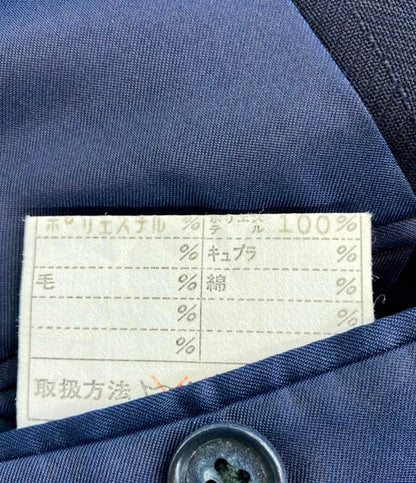 ポリエステル % ポリエステル 100%
% キュプラ %
毛 % 綿 %
% %
%
取扱方法